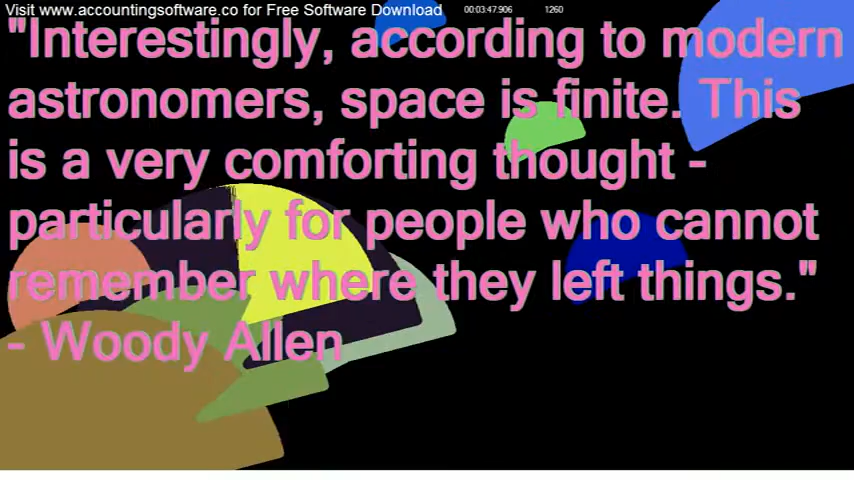 Visit www.accountingsoftware.co for Free Software Download 00:03:47.906 1260
"Interestingly, according to modern
astronomers, space is finite. This
is a very comforting thought -
particularly for people who cannot
remember where they left things."
- Woody Allen